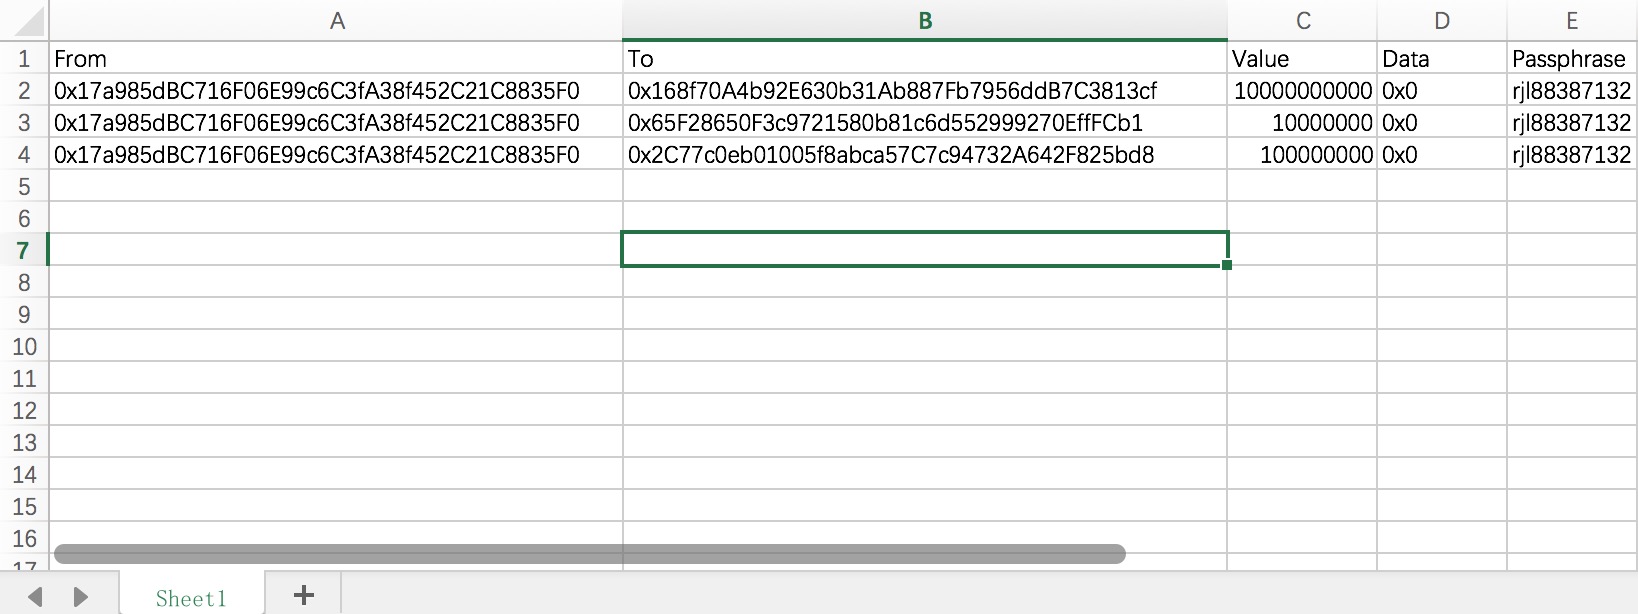 A B C D E
1 From To Value Data Passphrase
2 0x17a985dBC716F06E99c6C3fA38f452C21C8835F0 0x168f70A4b92E630b31Ab887Fb7956ddB7C3813cf 10000000000 0x0 rjl88387132
3 0x17a985dBC716F06E99c6C3fA38f452C21C8835F0 0x65F28650F3c9721580b81c6d552999270EffFCb1 10000000 0x0 rjl88387132
4 0x17a985dBC716F06E99c6C3fA38f452C21C8835F0 0x2C77c0eb01005f8abca57C7c94732A642F825bd8 100000000 0x0 rjl88387132
5
6
7
8
9
10
11
12
13
14
15
16
17
Sheet1 +